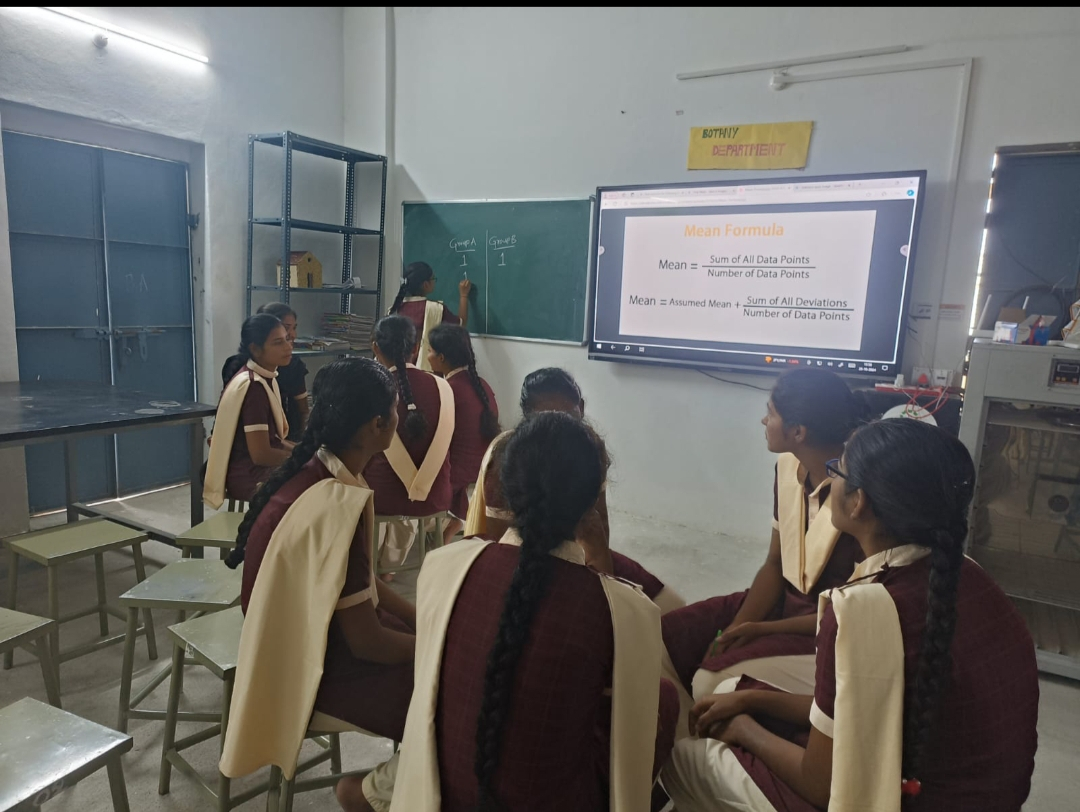 BOTANY
DEPARTMENT
Group A
Group B
1
1
1
Mean Formula
Mean = Sum of All Data Points
Number of Data Points
Mean = Assumed Mean + Sum of All Deviations
Number of Data Points